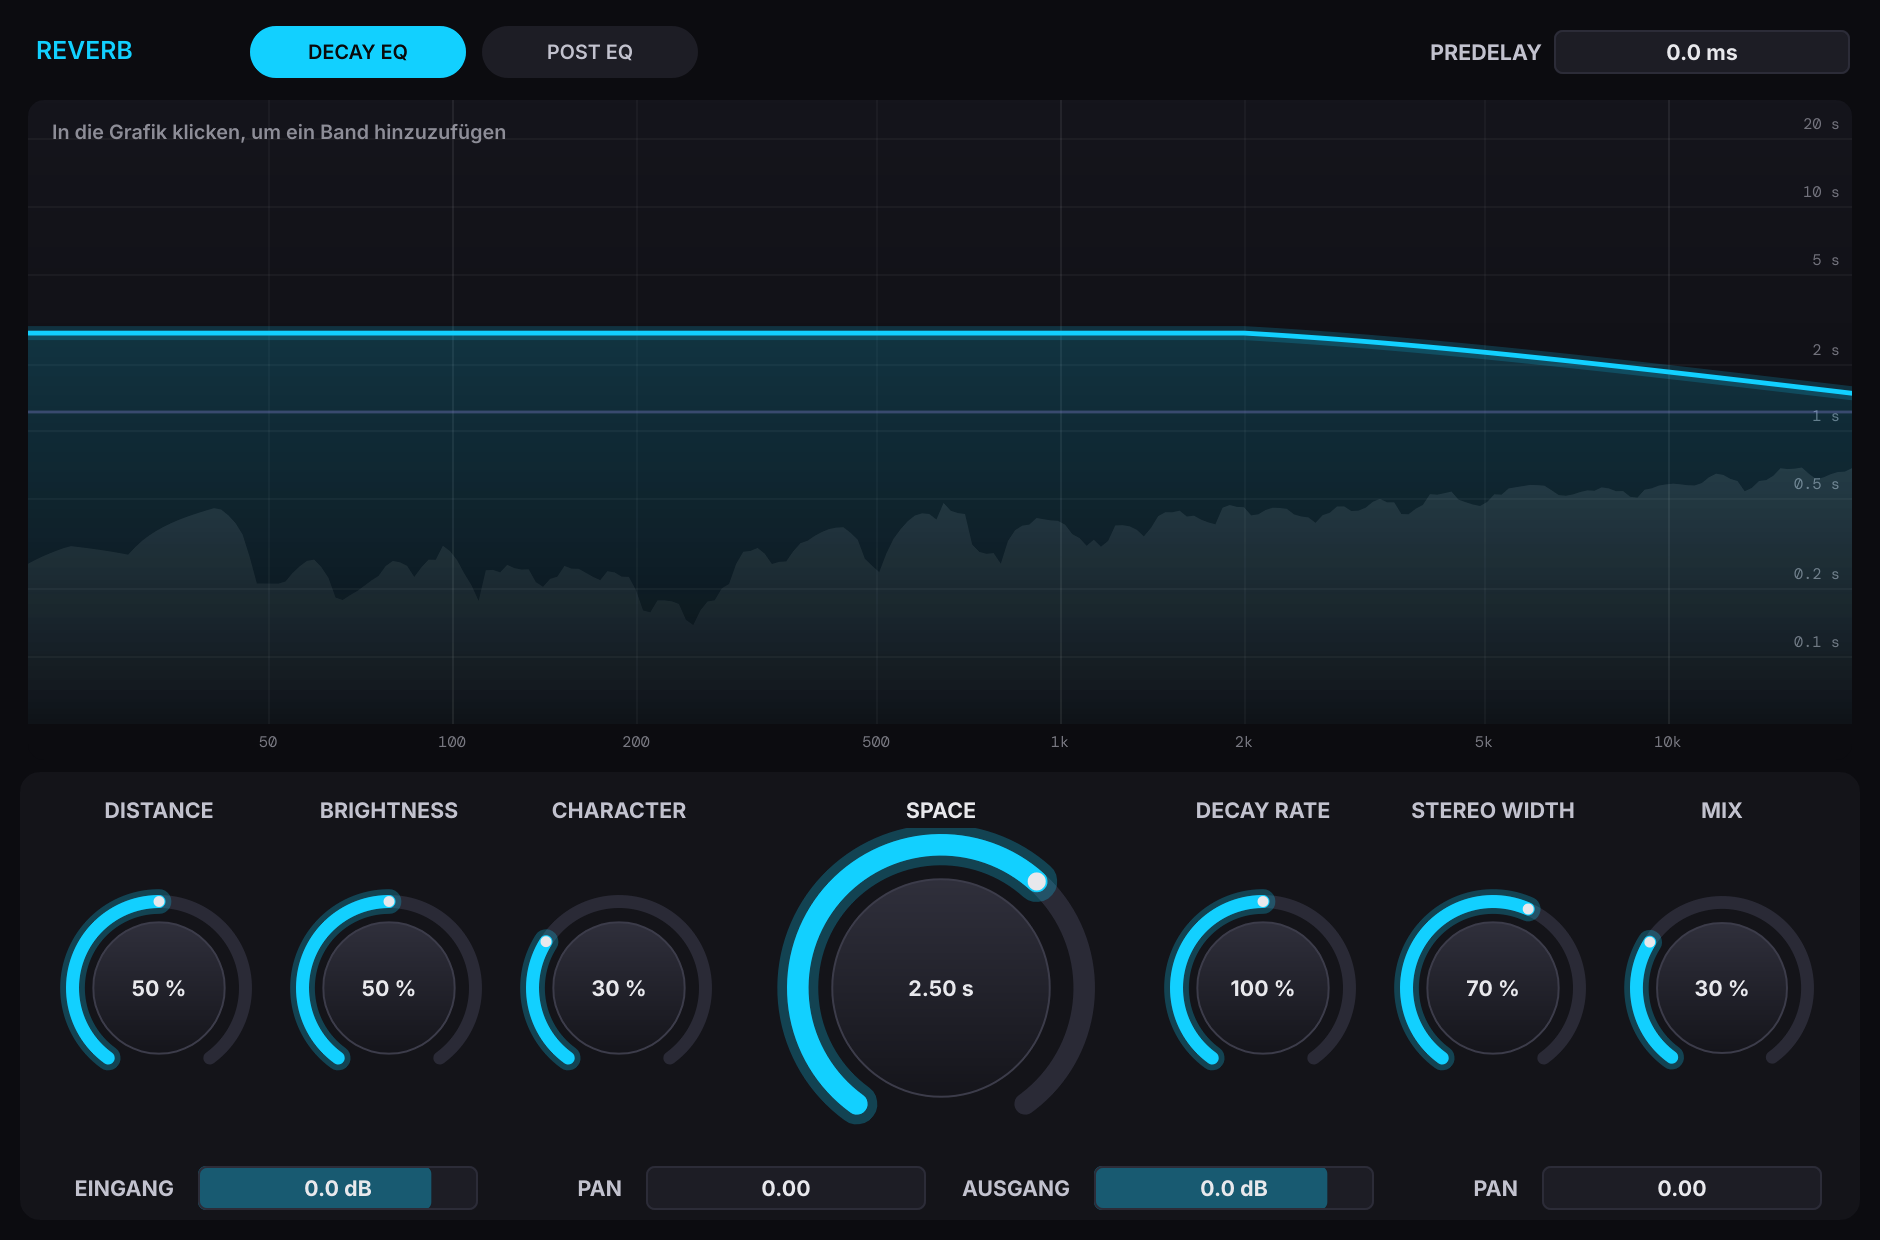 REVERB
DECAY EQ
POST EQ
PREDELAY
0.0 ms
In die Grafik klicken, um ein Band hinzuzufügen
20 s
10 s
5 s
2 s
1 s
0.5 s
0.2 s
0.1 s
50 100 200 500 1k 2k 5k 10k
DISTANCE BRIGHTNESS CHARACTER SPACE DECAY RATE STEREO WIDTH MIX
50 % 50 % 30 % 2.50 s 100 % 70 % 30 %
EINGANG 0.0 dB PAN 0.00 AUSGANG 0.0 dB PAN 0.00